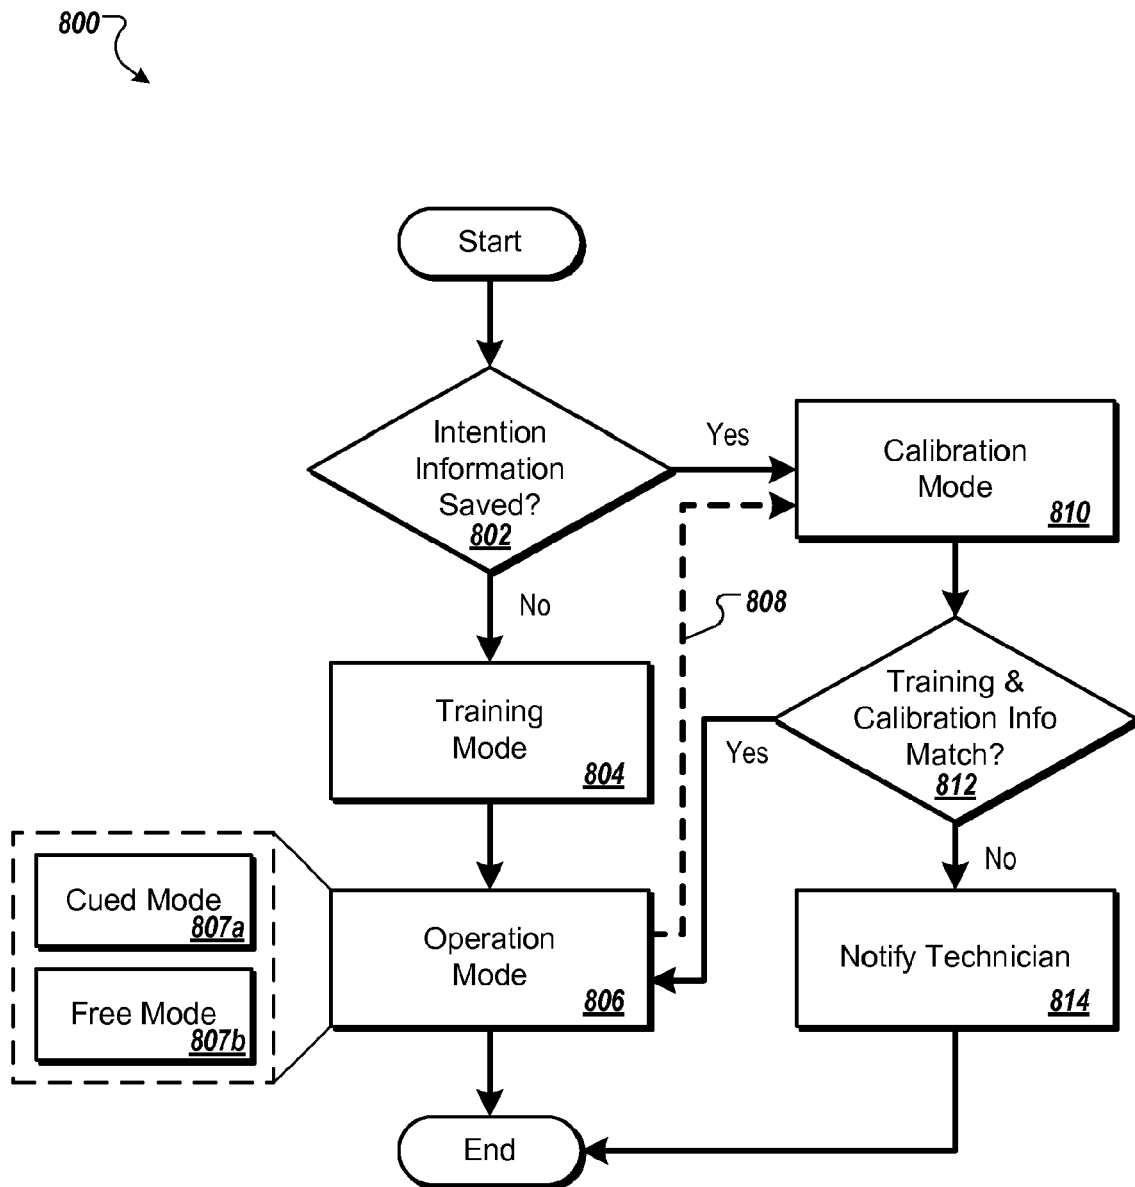 800
Start
Intention
Information
Saved?
802
Yes
Calibration
Mode
810
No
808
Training
Mode
804
Training &
Calibration Info
Match?
812
Yes
No
Cued Mode
807a
Free Mode
807b
Operation
Mode
806
Notify Technician
814
End